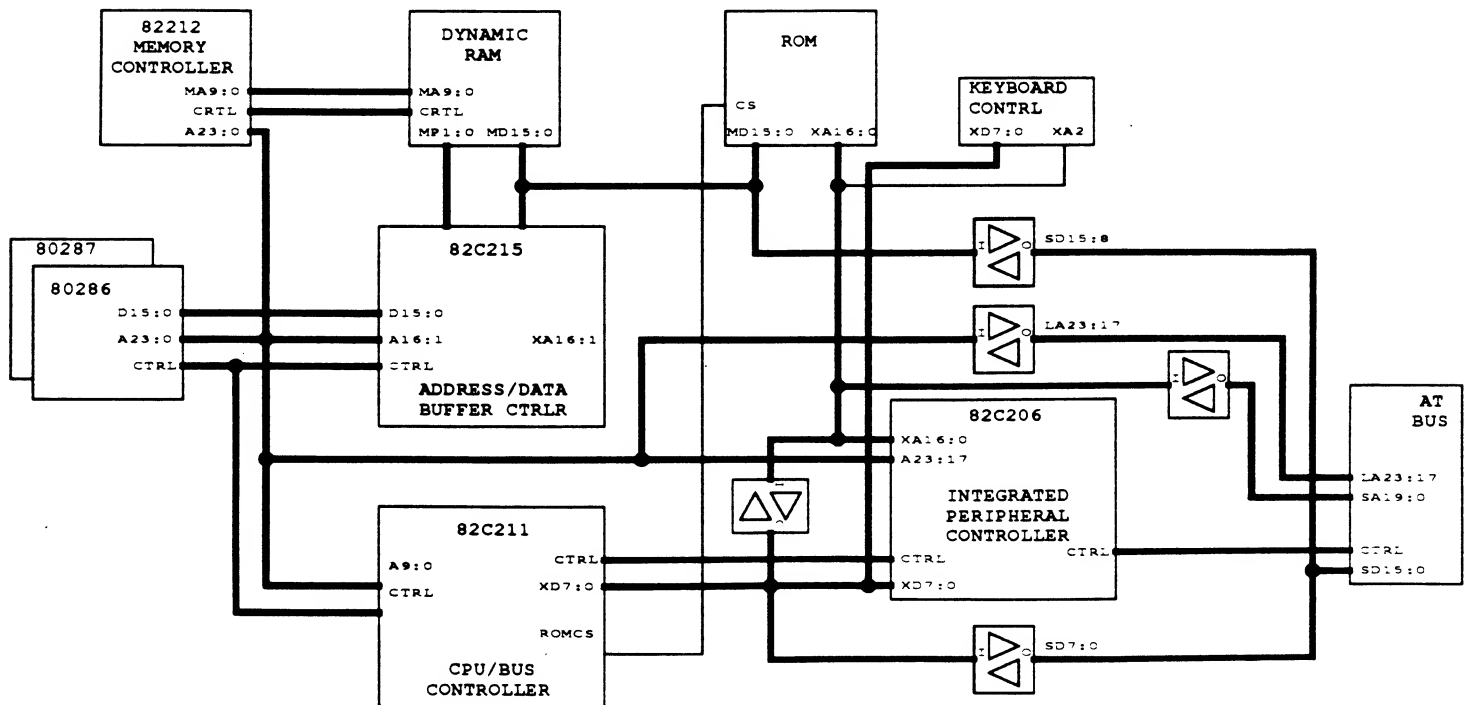 82212
MEMORY
CONTROLLER
MA9:0
CRTL
A23:0
DYNAMIC
RAM
MA9:0
CRTL
MP1:0 MD15:0
ROM
CS
MD15:0 XA16:0
KEYBOARD
CONTRL
XD7:0 XA2
80287
80286
D15:0
A23:0
CTRL
82C215
D15:0
A16:1 XA16:1
CTRL
ADDRESS/DATA
BUFFER CTRLR
I O SD15:8
I O LA23:17
I O
82C206
XA16:0
A23:17
INTEGRATED
PERIPHERAL
CONTROLLER
CTRL
CTRL
XD7:0
AT
BUS
LA23:17
SA19:0
CTRL
SD15:0
I
O
82C211
A9:0
CTRL
CTRL
XD7:0
ROMCS
CPU/BUS
CONTROLLER
I O SD7:0